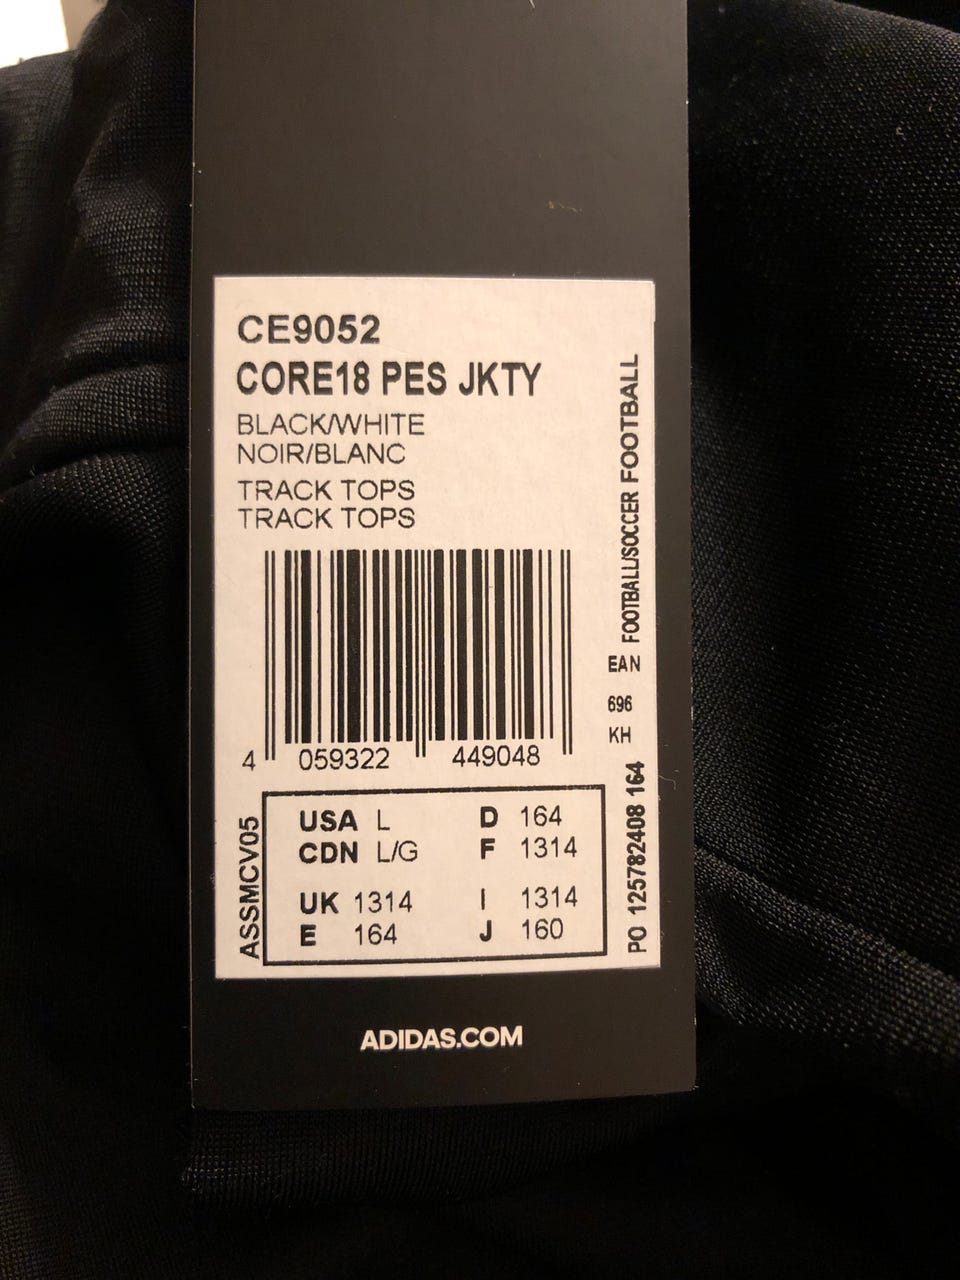 CE9052
CORE18 PES JKTY
BLACK/WHITE
NOIR/BLANC
TRACK TOPS
TRACK TOPS
FOOTBALL/SOCCER FOOTBALL
EAN
696
KH
4 059322 449048
PO 125782408 164
ASSMCV05
USA L D 164
CDN L/G F 1314
UK 1314 I 1314
E 164 J 160
ADIDAS.COM